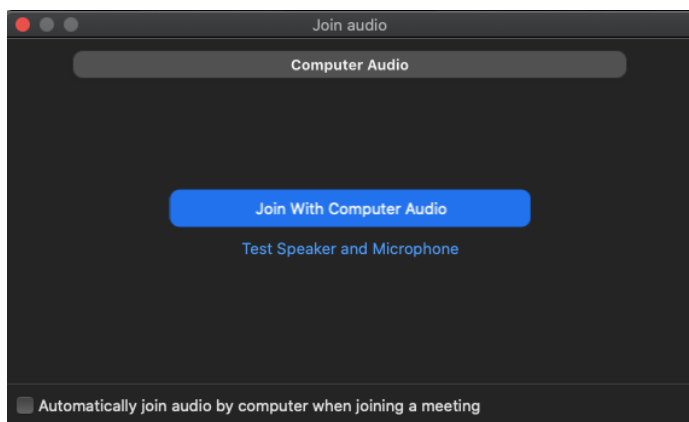 Join audio
Computer Audio
Join With Computer Audio
Test Speaker and Microphone
Automatically join audio by computer when joining a meeting